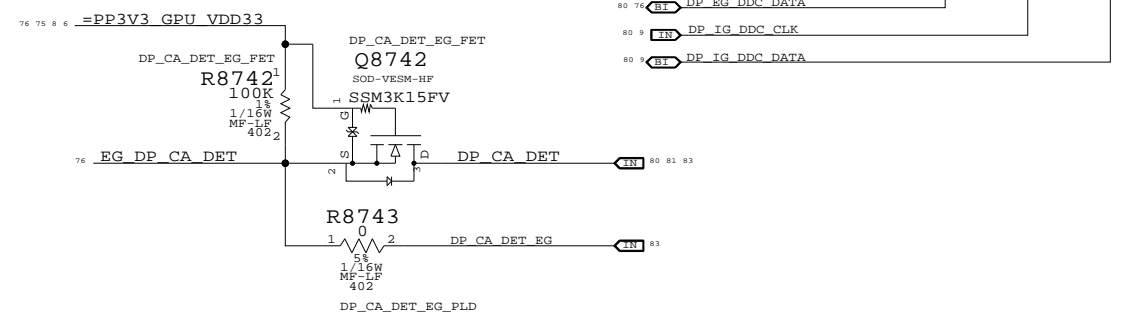 80 76 BI DP_EG_DDC_DATA
76 75 8 6 =PP3V3_GPU_VDD33
80 9 IN DP_IG_DDC_CLK
DP_CA_DET_EG_FET
80 9 BI DP_IG_DDC_DATA
DP_CA_DET_EG_FET
Q8742
R8742 1
SOD-VESM-HF
100K
1%
SSM3K15FV
1/16W
MF-LF
402 2
1 G
S
D
76 EG_DP_CA_DET
DP_CA_DET IN 80 81 83
2
3
R8743
0
1 2 DP_CA_DET_EG IN 83
5%
1/16W
MF-LF
402
DP_CA_DET_EG_PLD